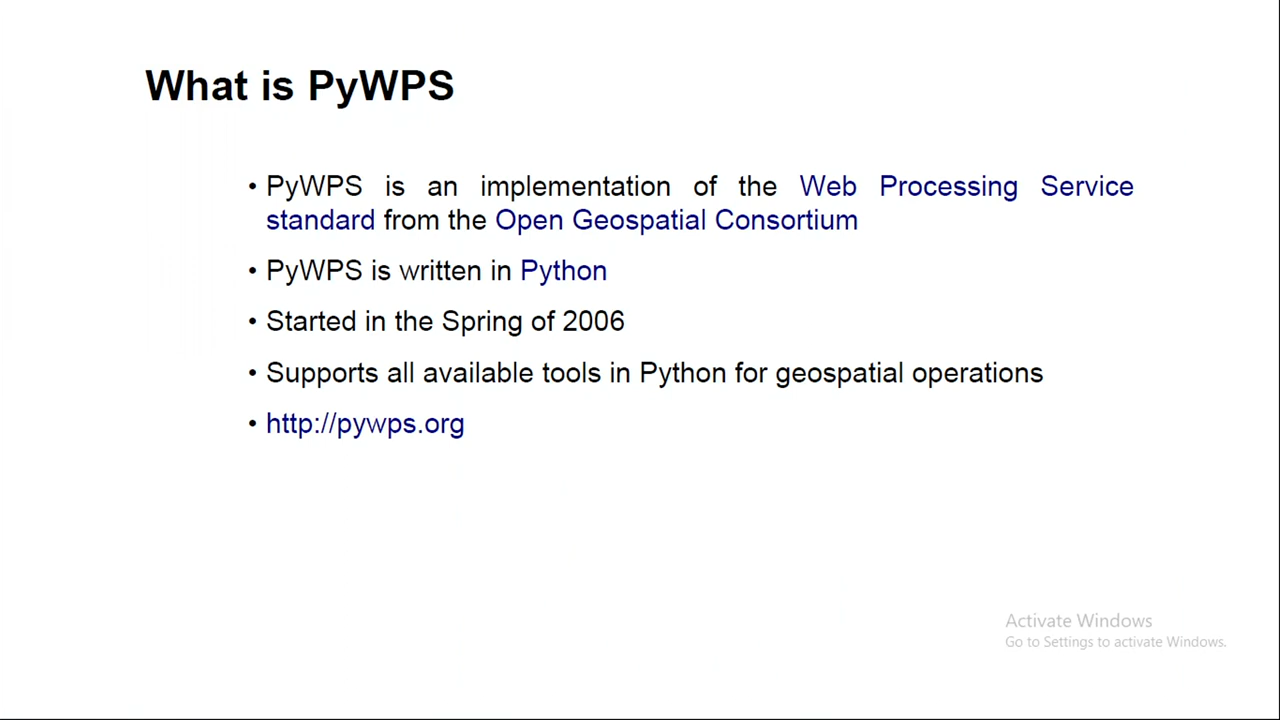 What is PyWPS
• PyWPS is an implementation of the Web Processing Service
standard from the Open Geospatial Consortium
• PyWPS is written in Python
• Started in the Spring of 2006
• Supports all available tools in Python for geospatial operations
• http://pywps.org
Activate Windows
Go to Settings to activate Windows.